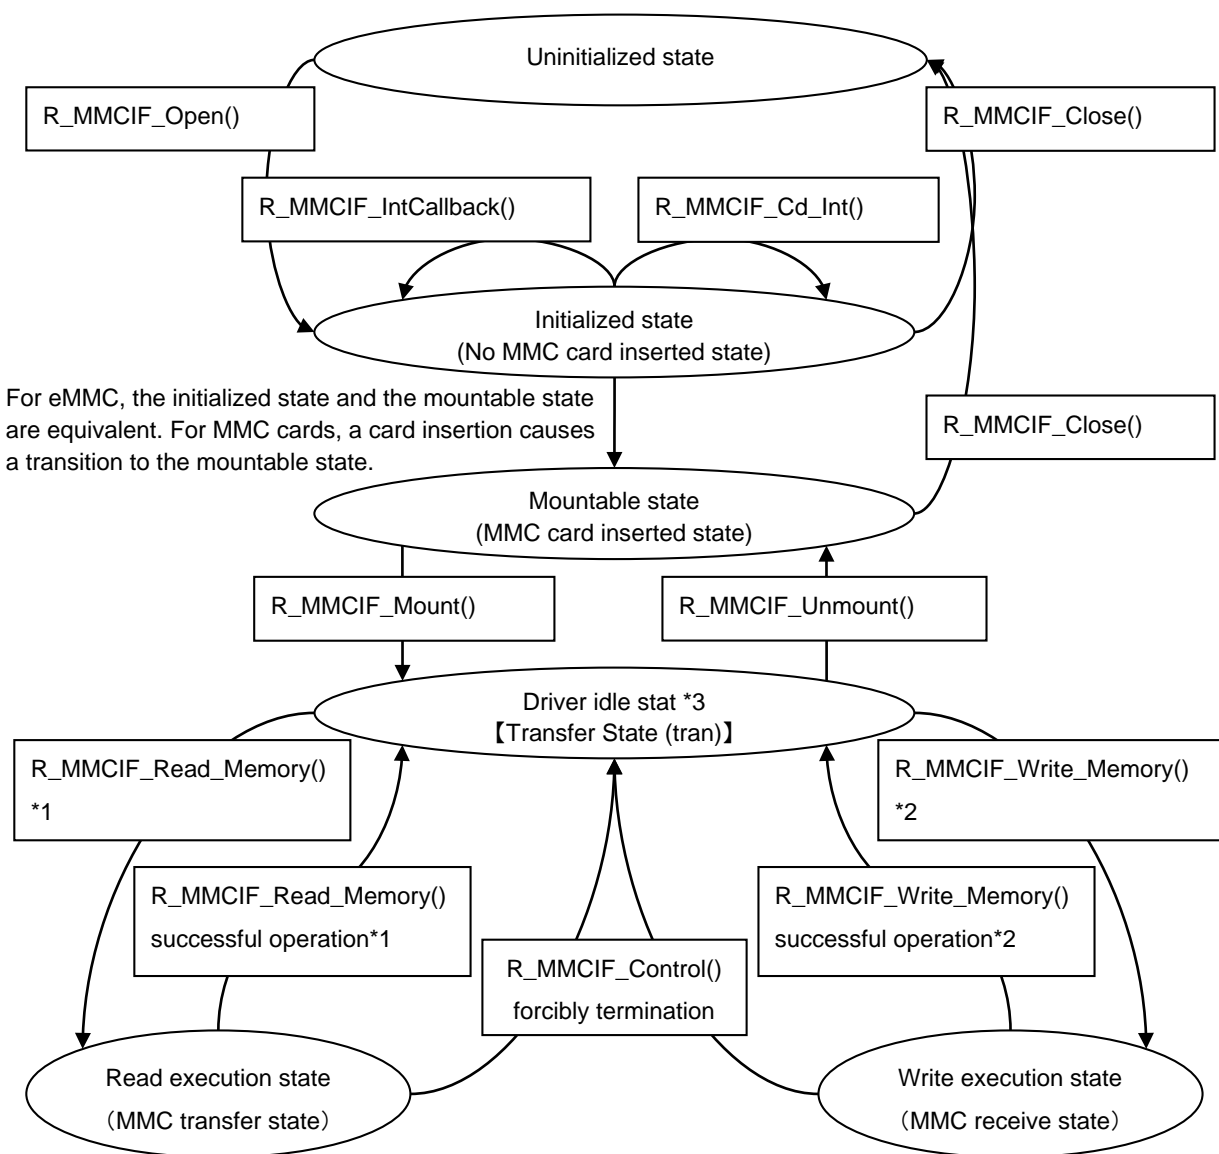 Uninitialized state
R_MMCIF_Open()
R_MMCIF_Close()
R_MMCIF_IntCallback()
R_MMCIF_Cd_Int()
Initialized state
(No MMC card inserted state)
For eMMC, the initialized state and the mountable state
are equivalent. For MMC cards, a card insertion causes
a transition to the mountable state.
R_MMCIF_Close()
Mountable state
(MMC card inserted state)
R_MMCIF_Mount()
R_MMCIF_Unmount()
Driver idle stat *3
【Transfer State (tran)】
R_MMCIF_Read_Memory()
*1
R_MMCIF_Write_Memory()
*2
R_MMCIF_Read_Memory()
successful operation*1
R_MMCIF_Write_Memory()
successful operation*2
R_MMCIF_Control()
forcibly termination
Read execution state
（MMC transfer state）
Write execution state
（MMC receive state）